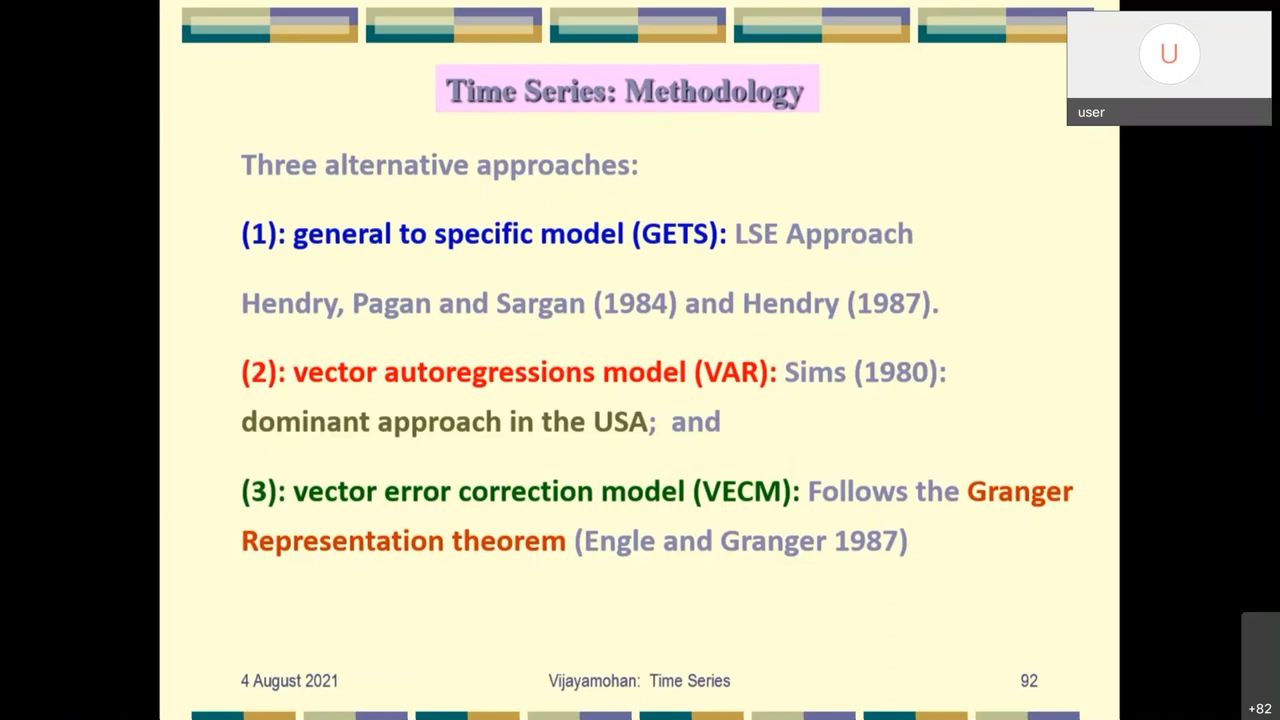 Time Series: Methodology
U
user
Three alternative approaches:
(1): general to specific model (GETS): LSE Approach
Hendry, Pagan and Sargan (1984) and Hendry (1987).
(2): vector autoregressions model (VAR): Sims (1980):
dominant approach in the USA; and
(3): vector error correction model (VECM): Follows the Granger
Representation theorem (Engle and Granger 1987)
4 August 2021 Vijayamohan: Time Series 92
+82